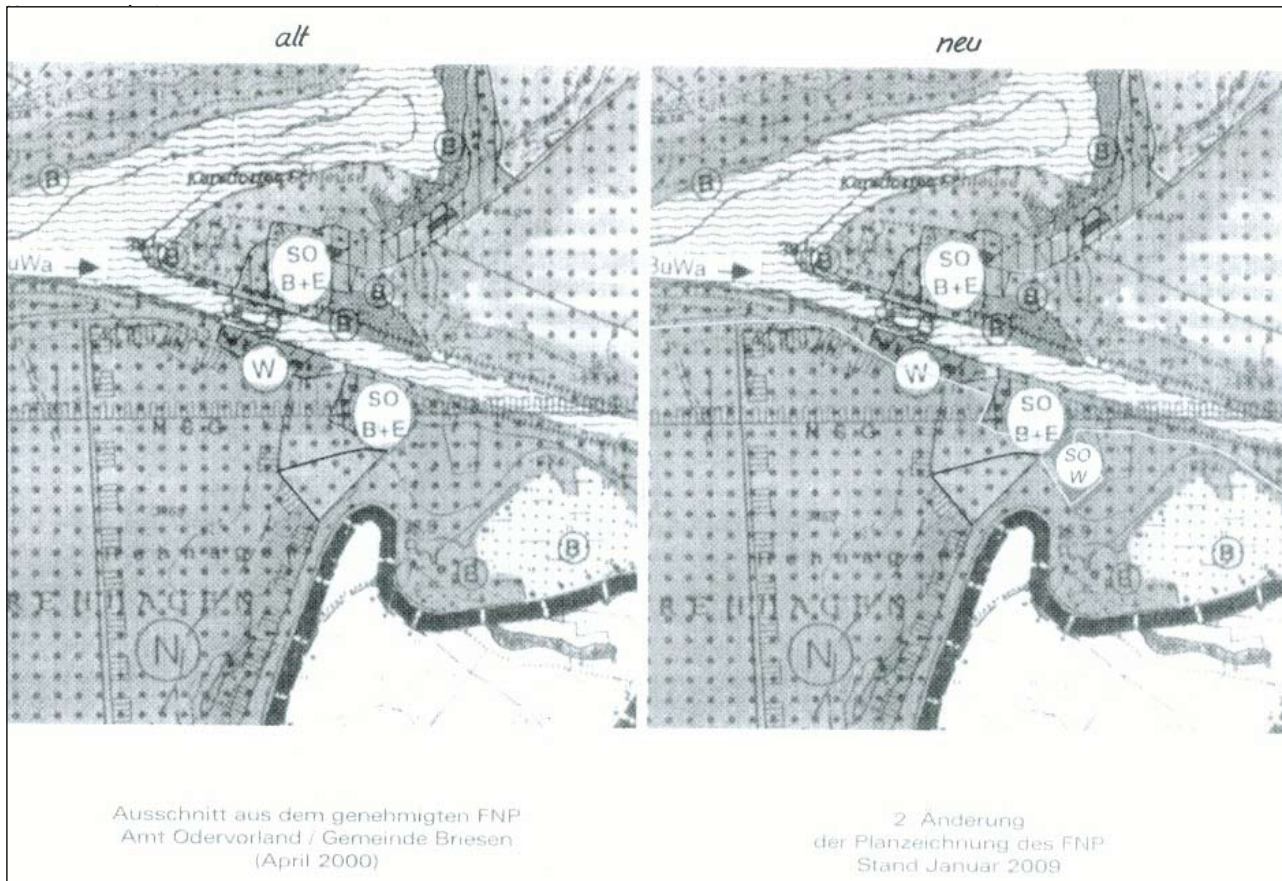 alt
B
B
SO
B+E
uWa
B
B
B
W
SO
B+E
N S G
B
B
N
Ausschnitt aus dem genehmigten FNP
Amt Odervorland / Gemeinde Briesen
(April 2000)
neu
B
B
SO
B+E
BuWa
B
B
B
W
SO
B+E
SO
W
N S G
B
B
N
2. Änderung
der Planzeichnung des FNP
Stand Januar 2009